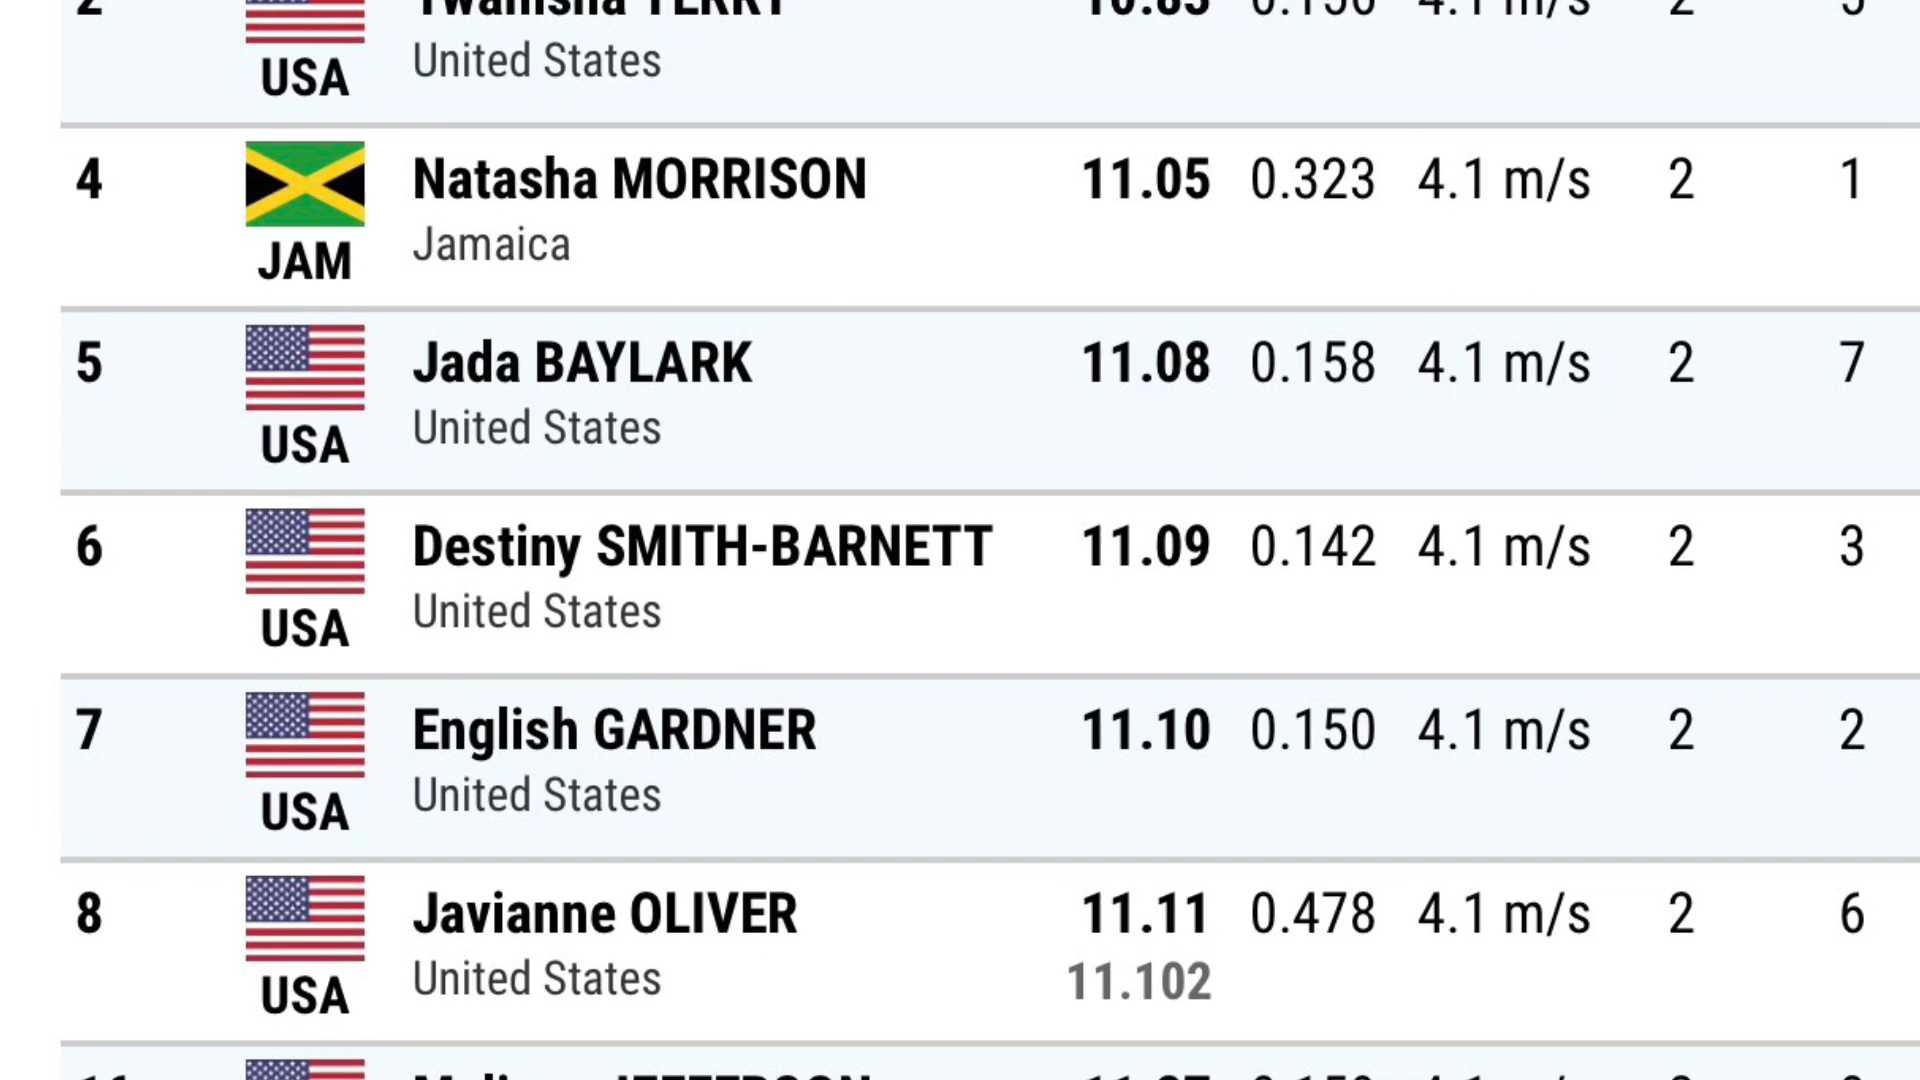 United States
USA
4 Natasha MORRISON 11.05 0.323 4.1 m/s 2 1
Jamaica
JAM
5 Jada BAYLARK 11.08 0.158 4.1 m/s 2 7
United States
USA
6 Destiny SMITH-BARNETT 11.09 0.142 4.1 m/s 2 3
United States
USA
7 English GARDNER 11.10 0.150 4.1 m/s 2 2
United States
USA
8 Javianne OLIVER 11.11 0.478 4.1 m/s 2 6
United States 11.102
USA